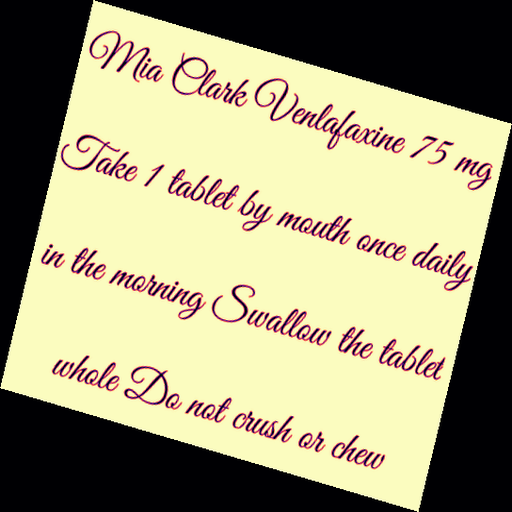 Mia Clark Venlafaxine 75 mg
Take 1 tablet by mouth once daily
in the morning Swallow the tablet
whole Do not crush or chew